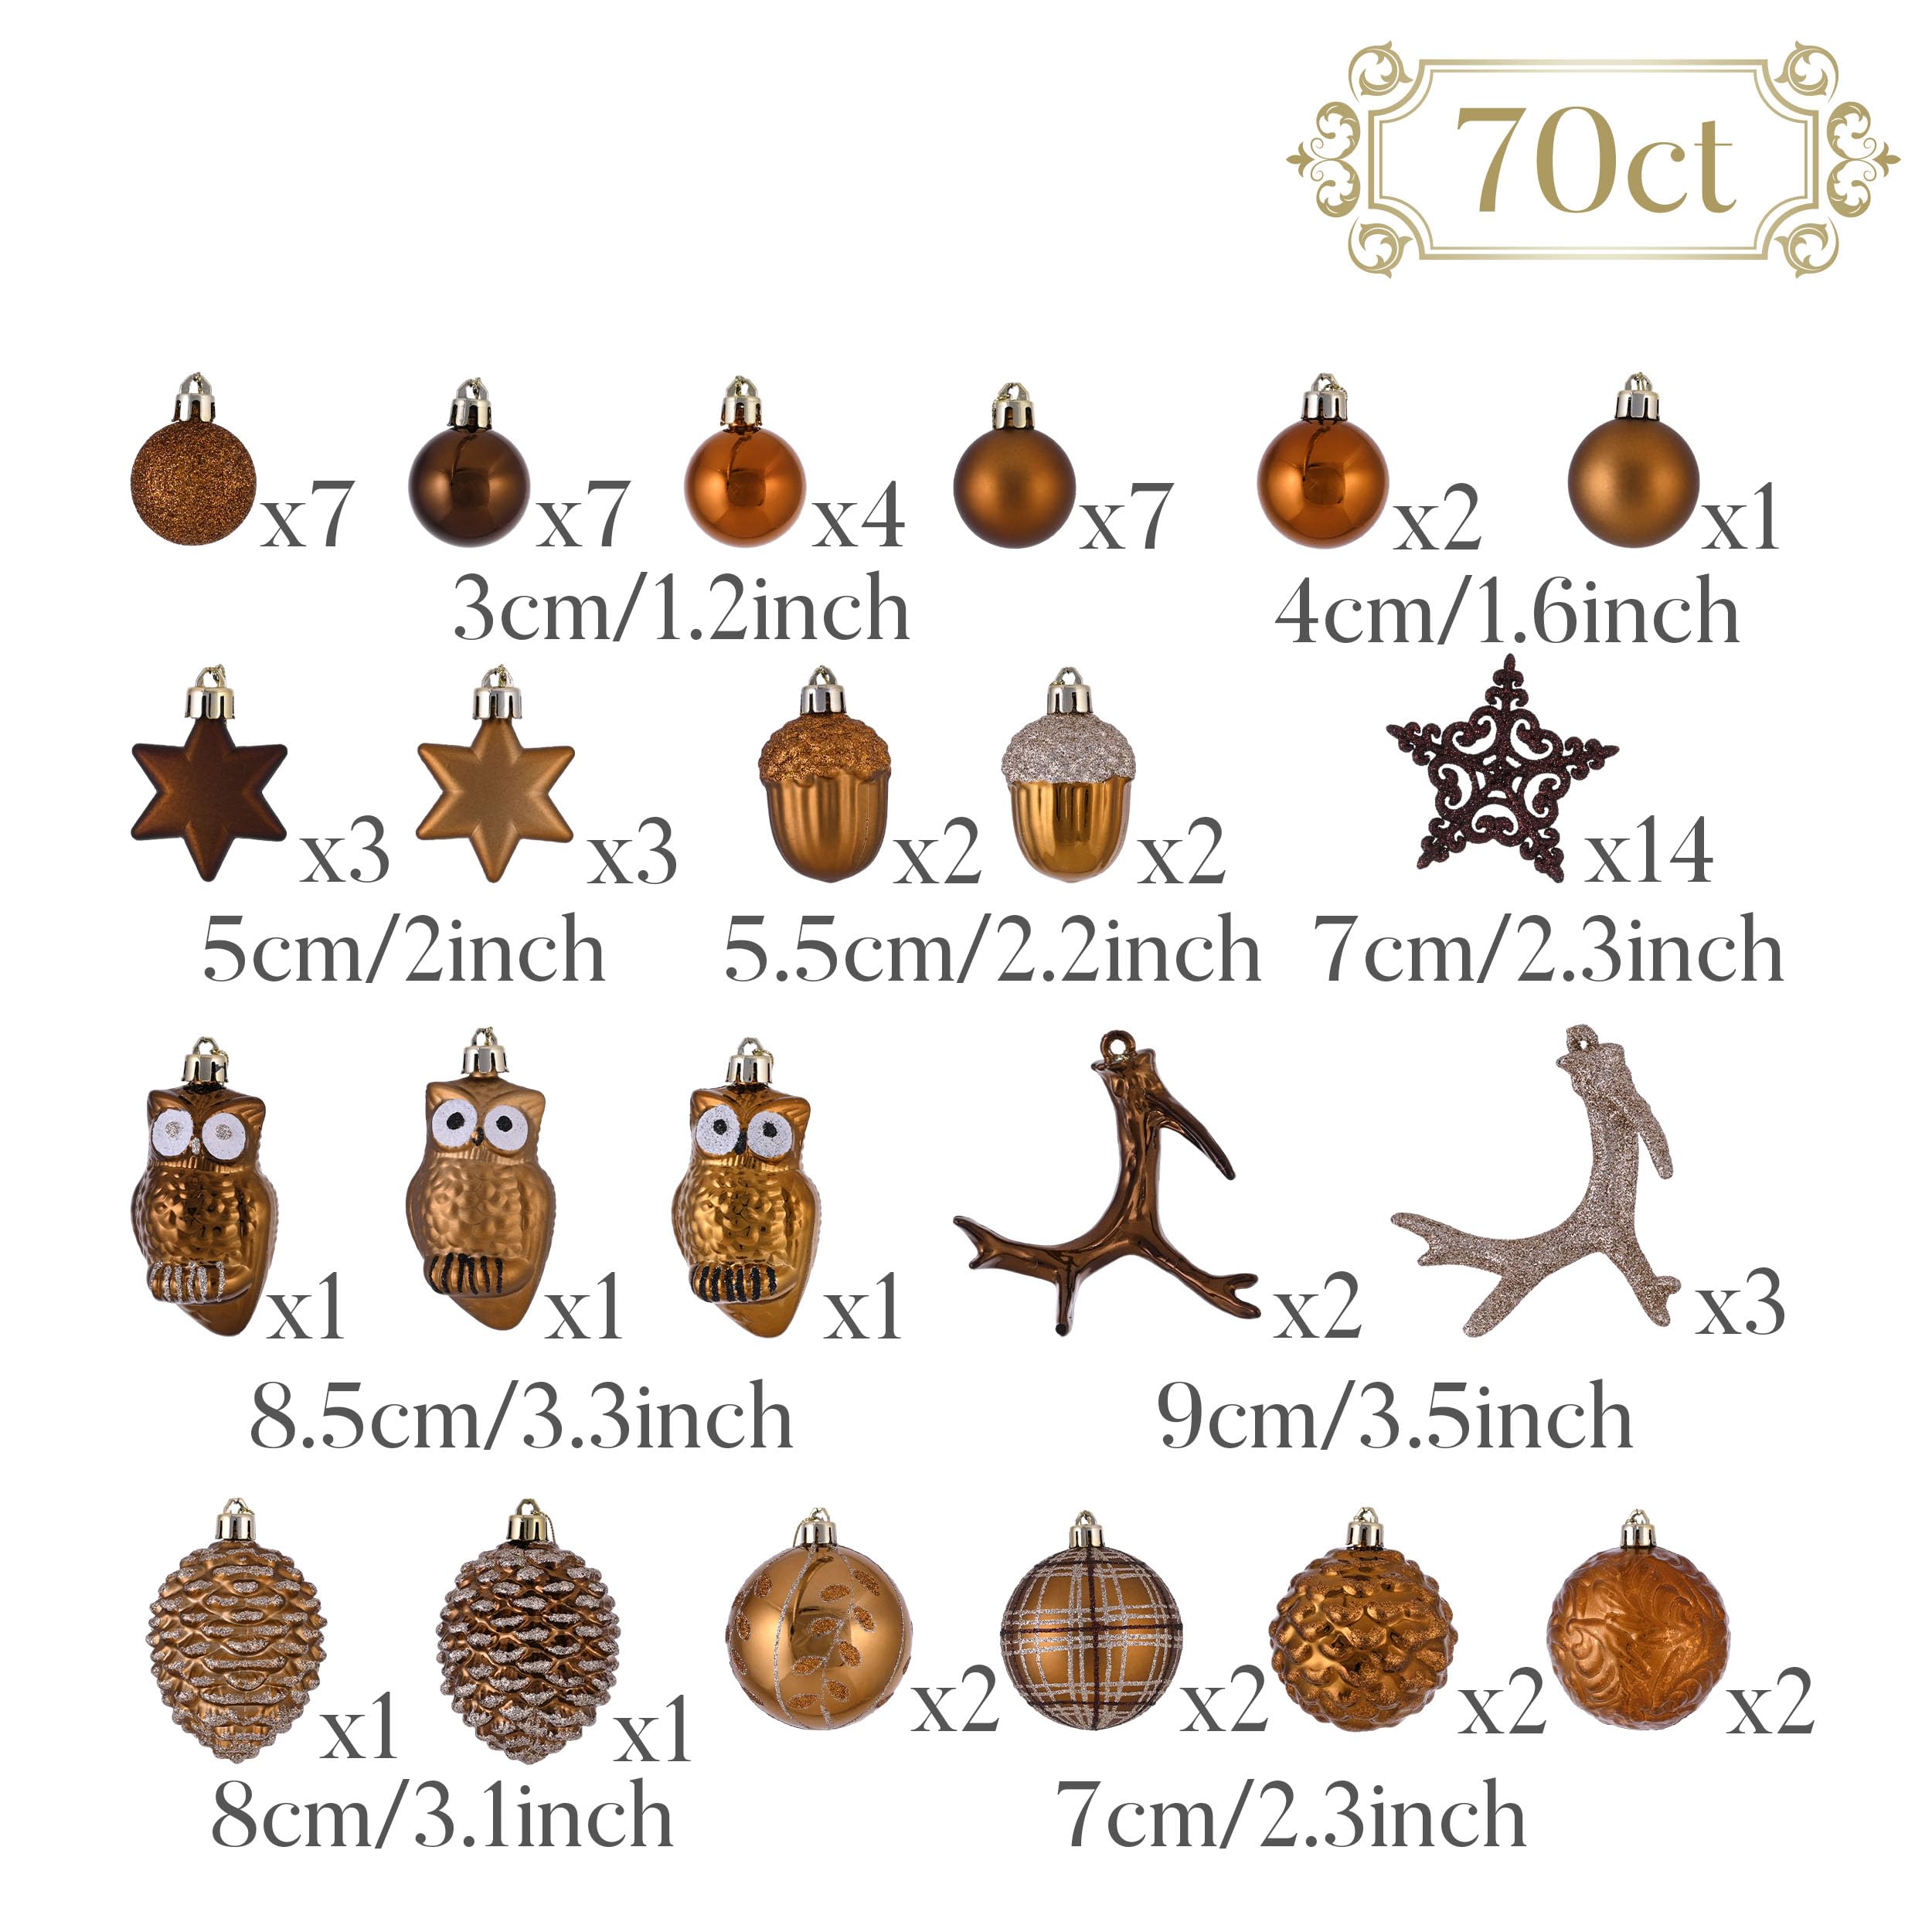 70ct
x7 x7 x4 x7 x2 x1
3cm/1.2inch 4cm/1.6inch
x3 x3 x2 x2 x14
5cm/2inch 5.5cm/2.2inch 7cm/2.3inch
x1 x1 x1 x2 x3
8.5cm/3.3inch 9cm/3.5inch
x1 x1 x2 x2 x2 x2
8cm/3.1inch 7cm/2.3inch